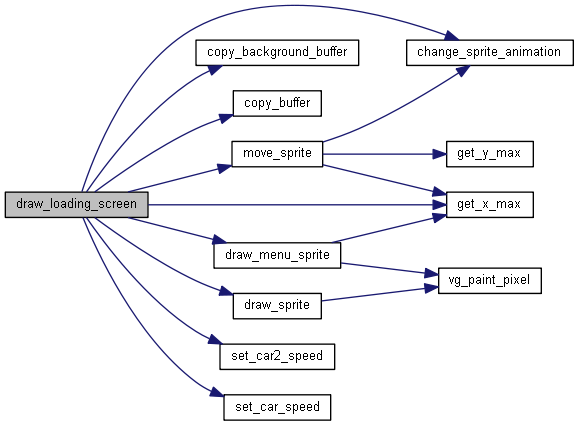 copy_background_buffer
change_sprite_animation
copy_buffer
move_sprite
get_y_max
draw_loading_screen
get_x_max
draw_menu_sprite
vg_paint_pixel
draw_sprite
set_car2_speed
set_car_speed